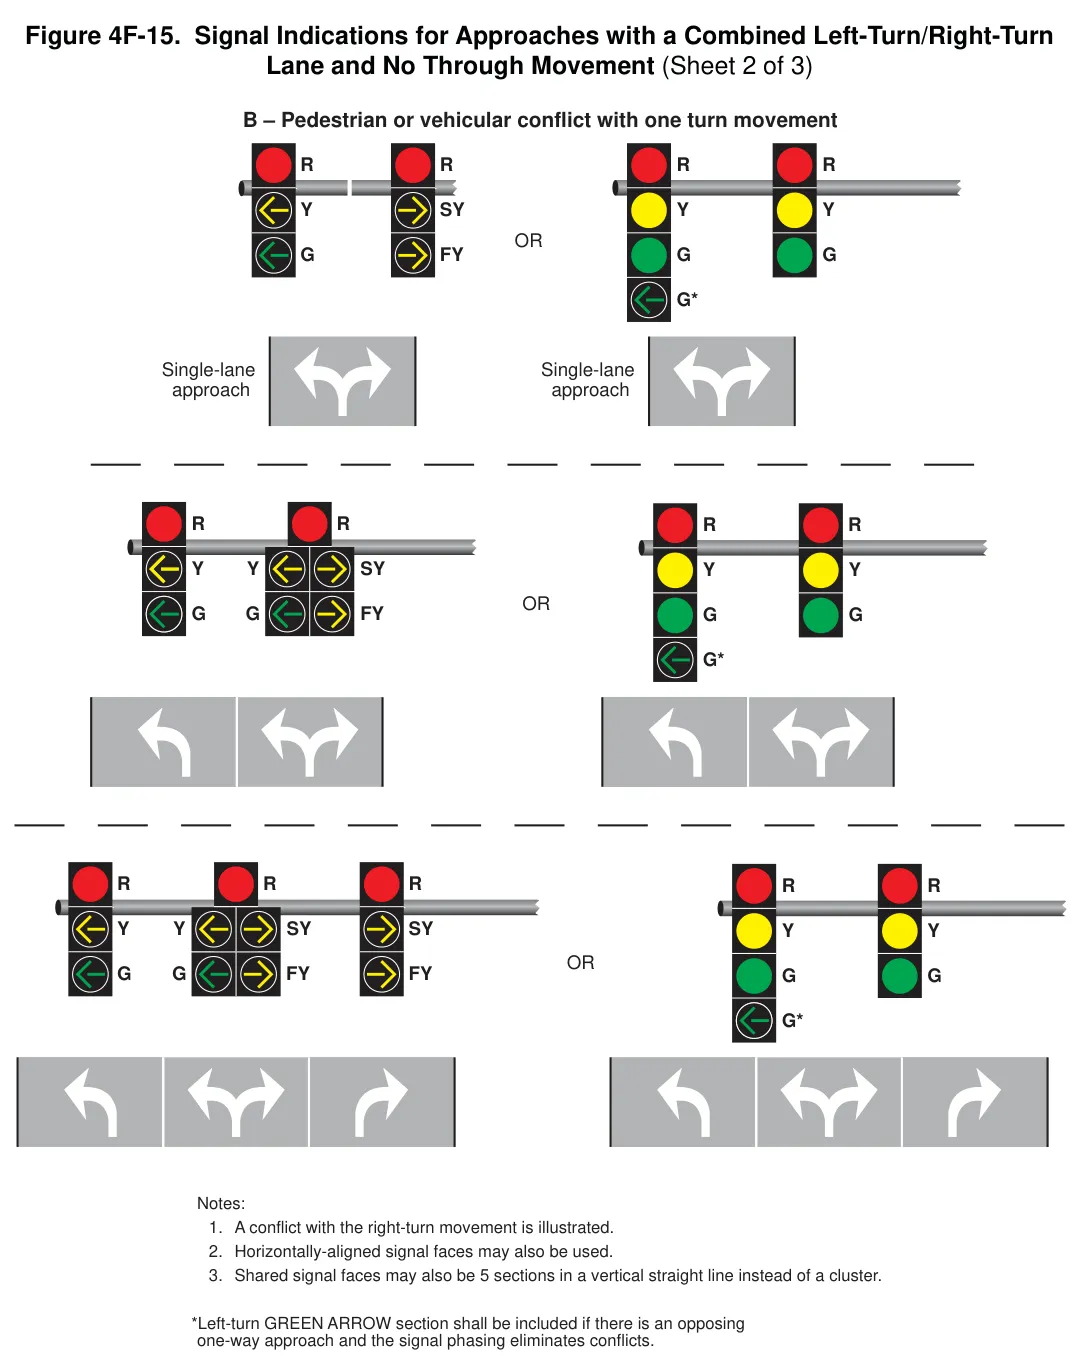 Figure 4F-15. Signal Indications for Approaches with a Combined Left-Turn/Right-Turn
Lane and No Through Movement (Sheet 2 of 3)
B – Pedestrian or vehicular conflict with one turn movement
R R R R
Y SY Y Y
OR
G FY G G
G*
Single-lane
approach
Single-lane
approach
R R R R
Y Y SY Y Y
OR
G G FY G G
G*
R R R R R
Y Y SY SY Y Y
OR
G G FY FY G G
G*
Notes:
1. A conflict with the right-turn movement is illustrated.
2. Horizontally-aligned signal faces may also be used.
3. Shared signal faces may also be 5 sections in a vertical straight line instead of a cluster.
*Left-turn GREEN ARROW section shall be included if there is an opposing
one-way approach and the signal phasing eliminates conflicts.